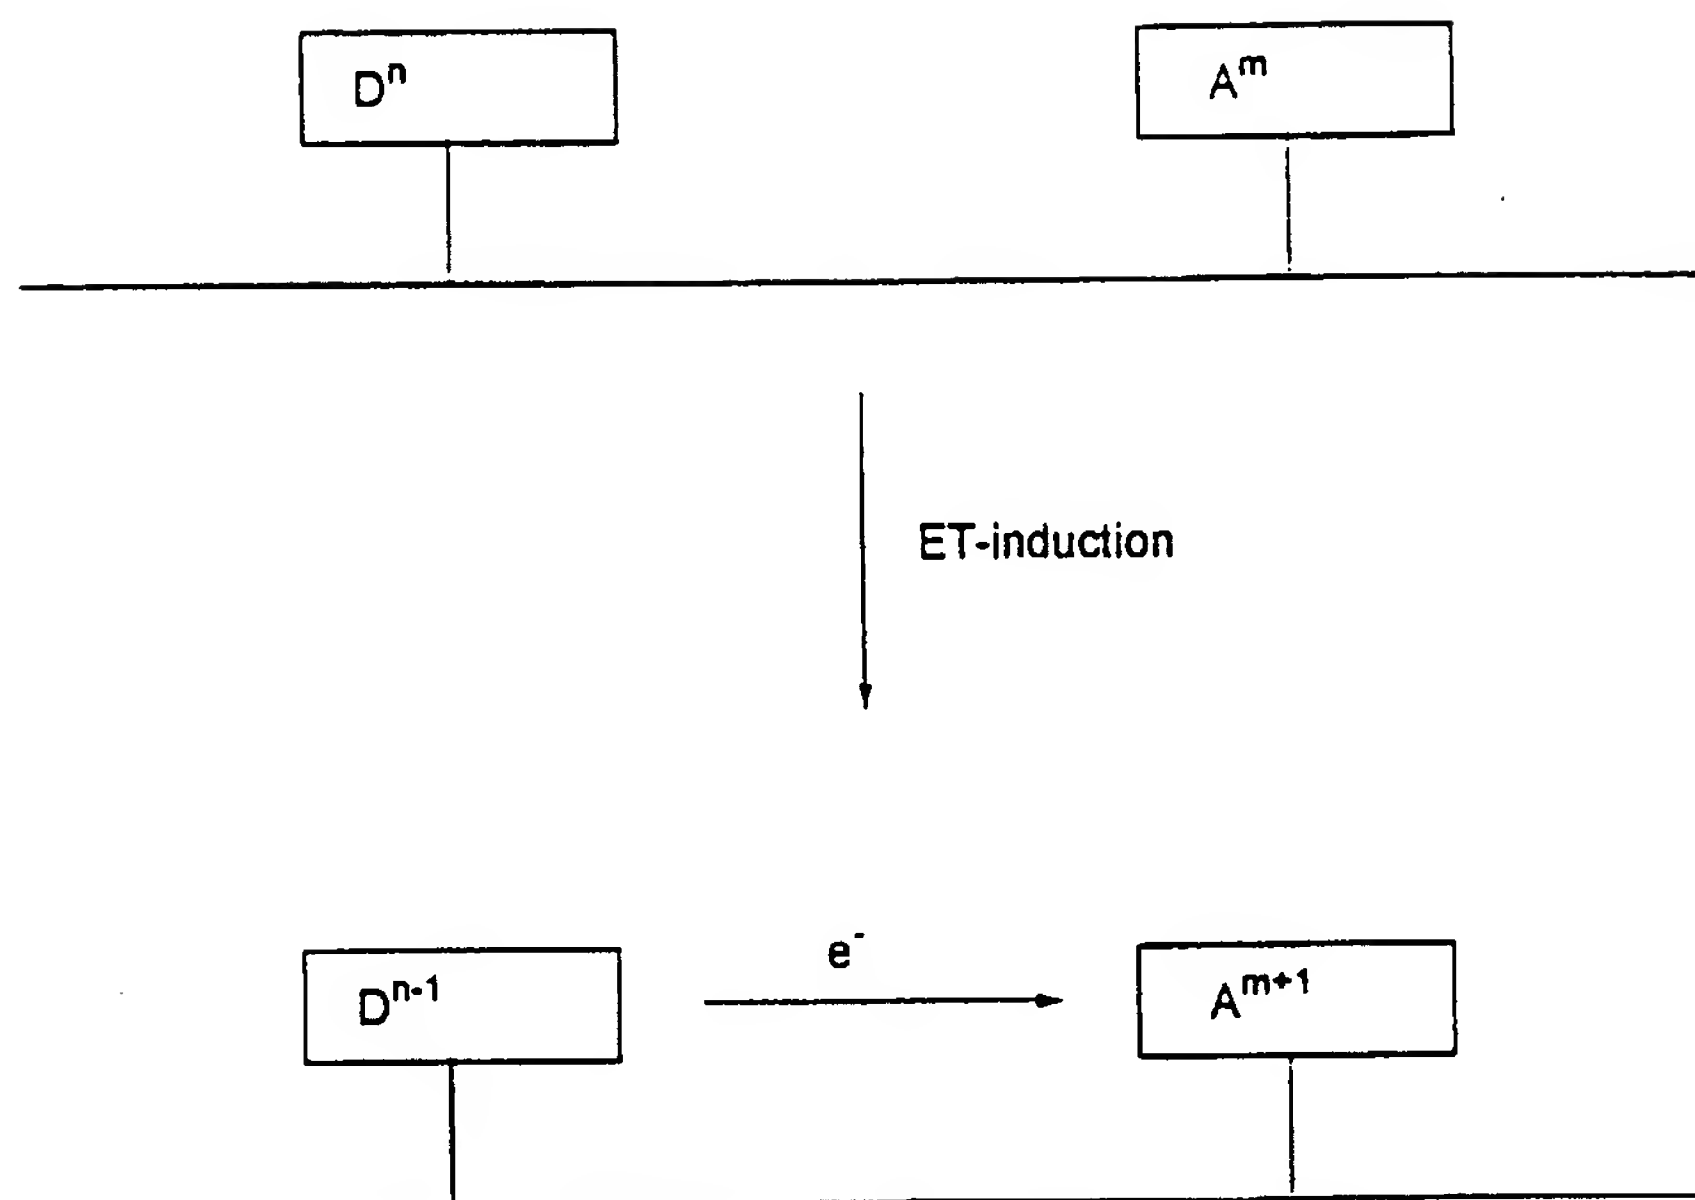 Dⁿ Aᵐ
ET-induction
e⁻
Dⁿ⁻¹ Aᵐ⁺¹